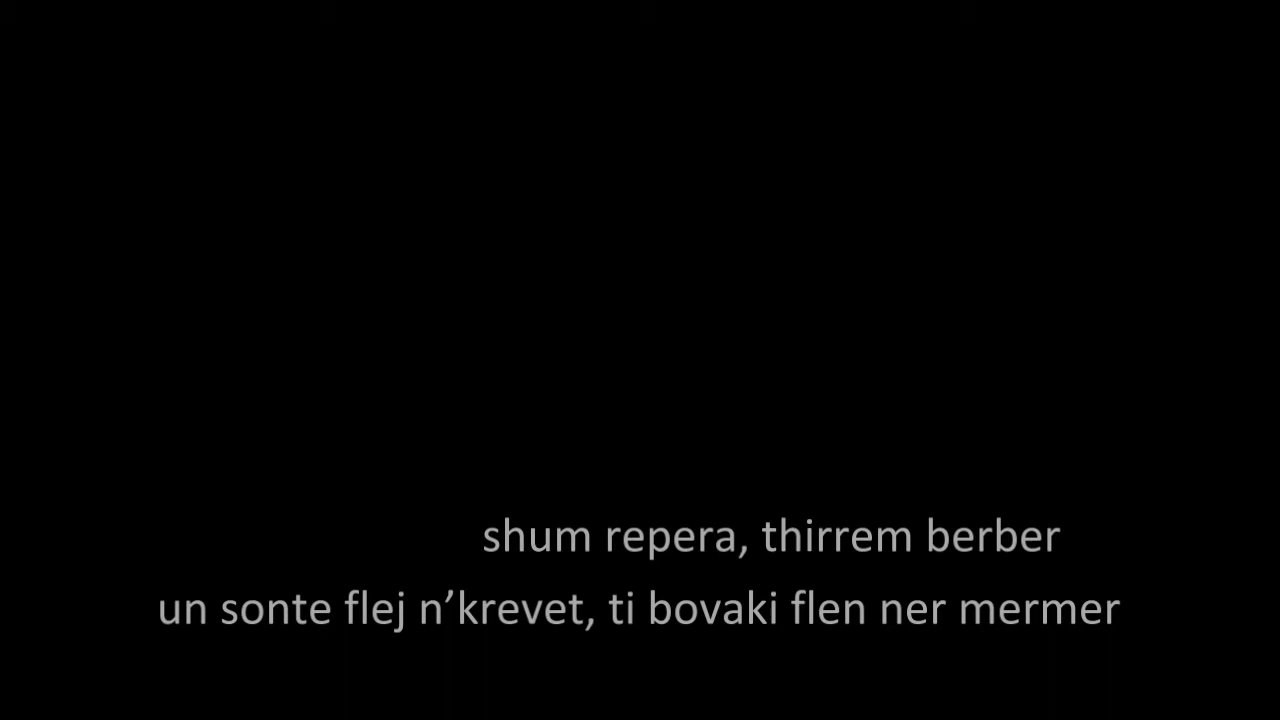 shum repera, thirrem berber
un sonte flej n’krevet, ti bovaki flen ner mermer